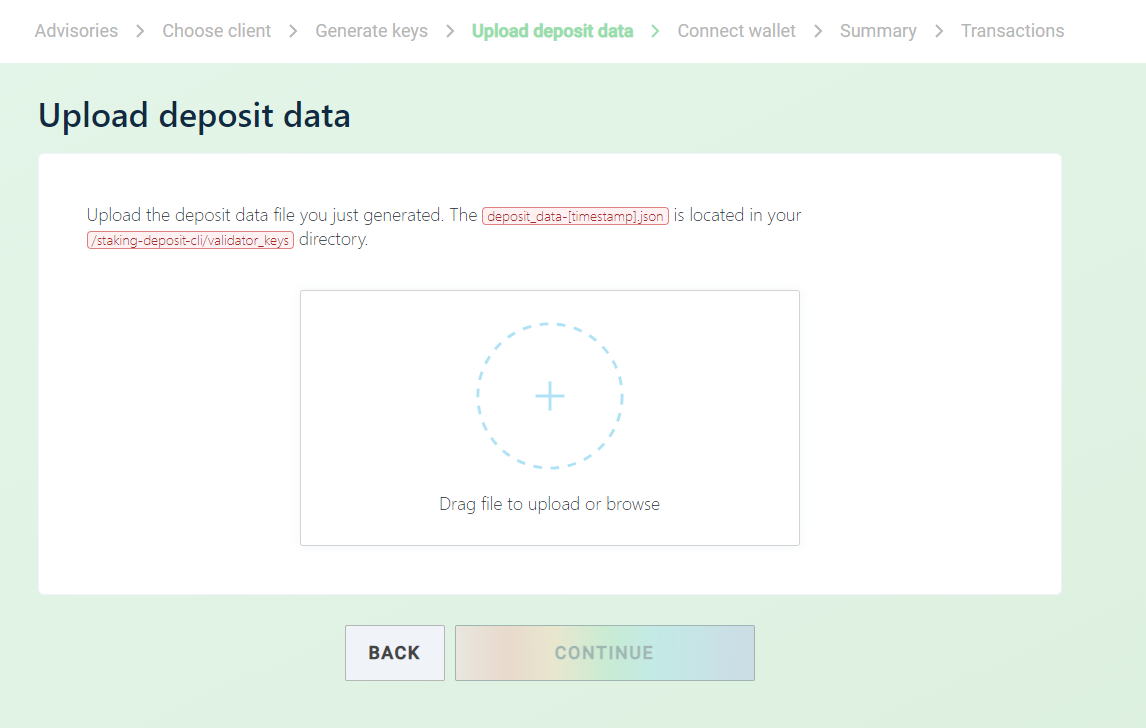 Advisories > Choose client > Generate keys > Upload deposit data > Connect wallet > Summary > Transactions
Upload deposit data
Upload the deposit data file you just generated. The deposit_data-[timestamp].json is located in your
/staking-deposit-cli/validator_keys directory.
+
Drag file to upload or browse
BACK CONTINUE